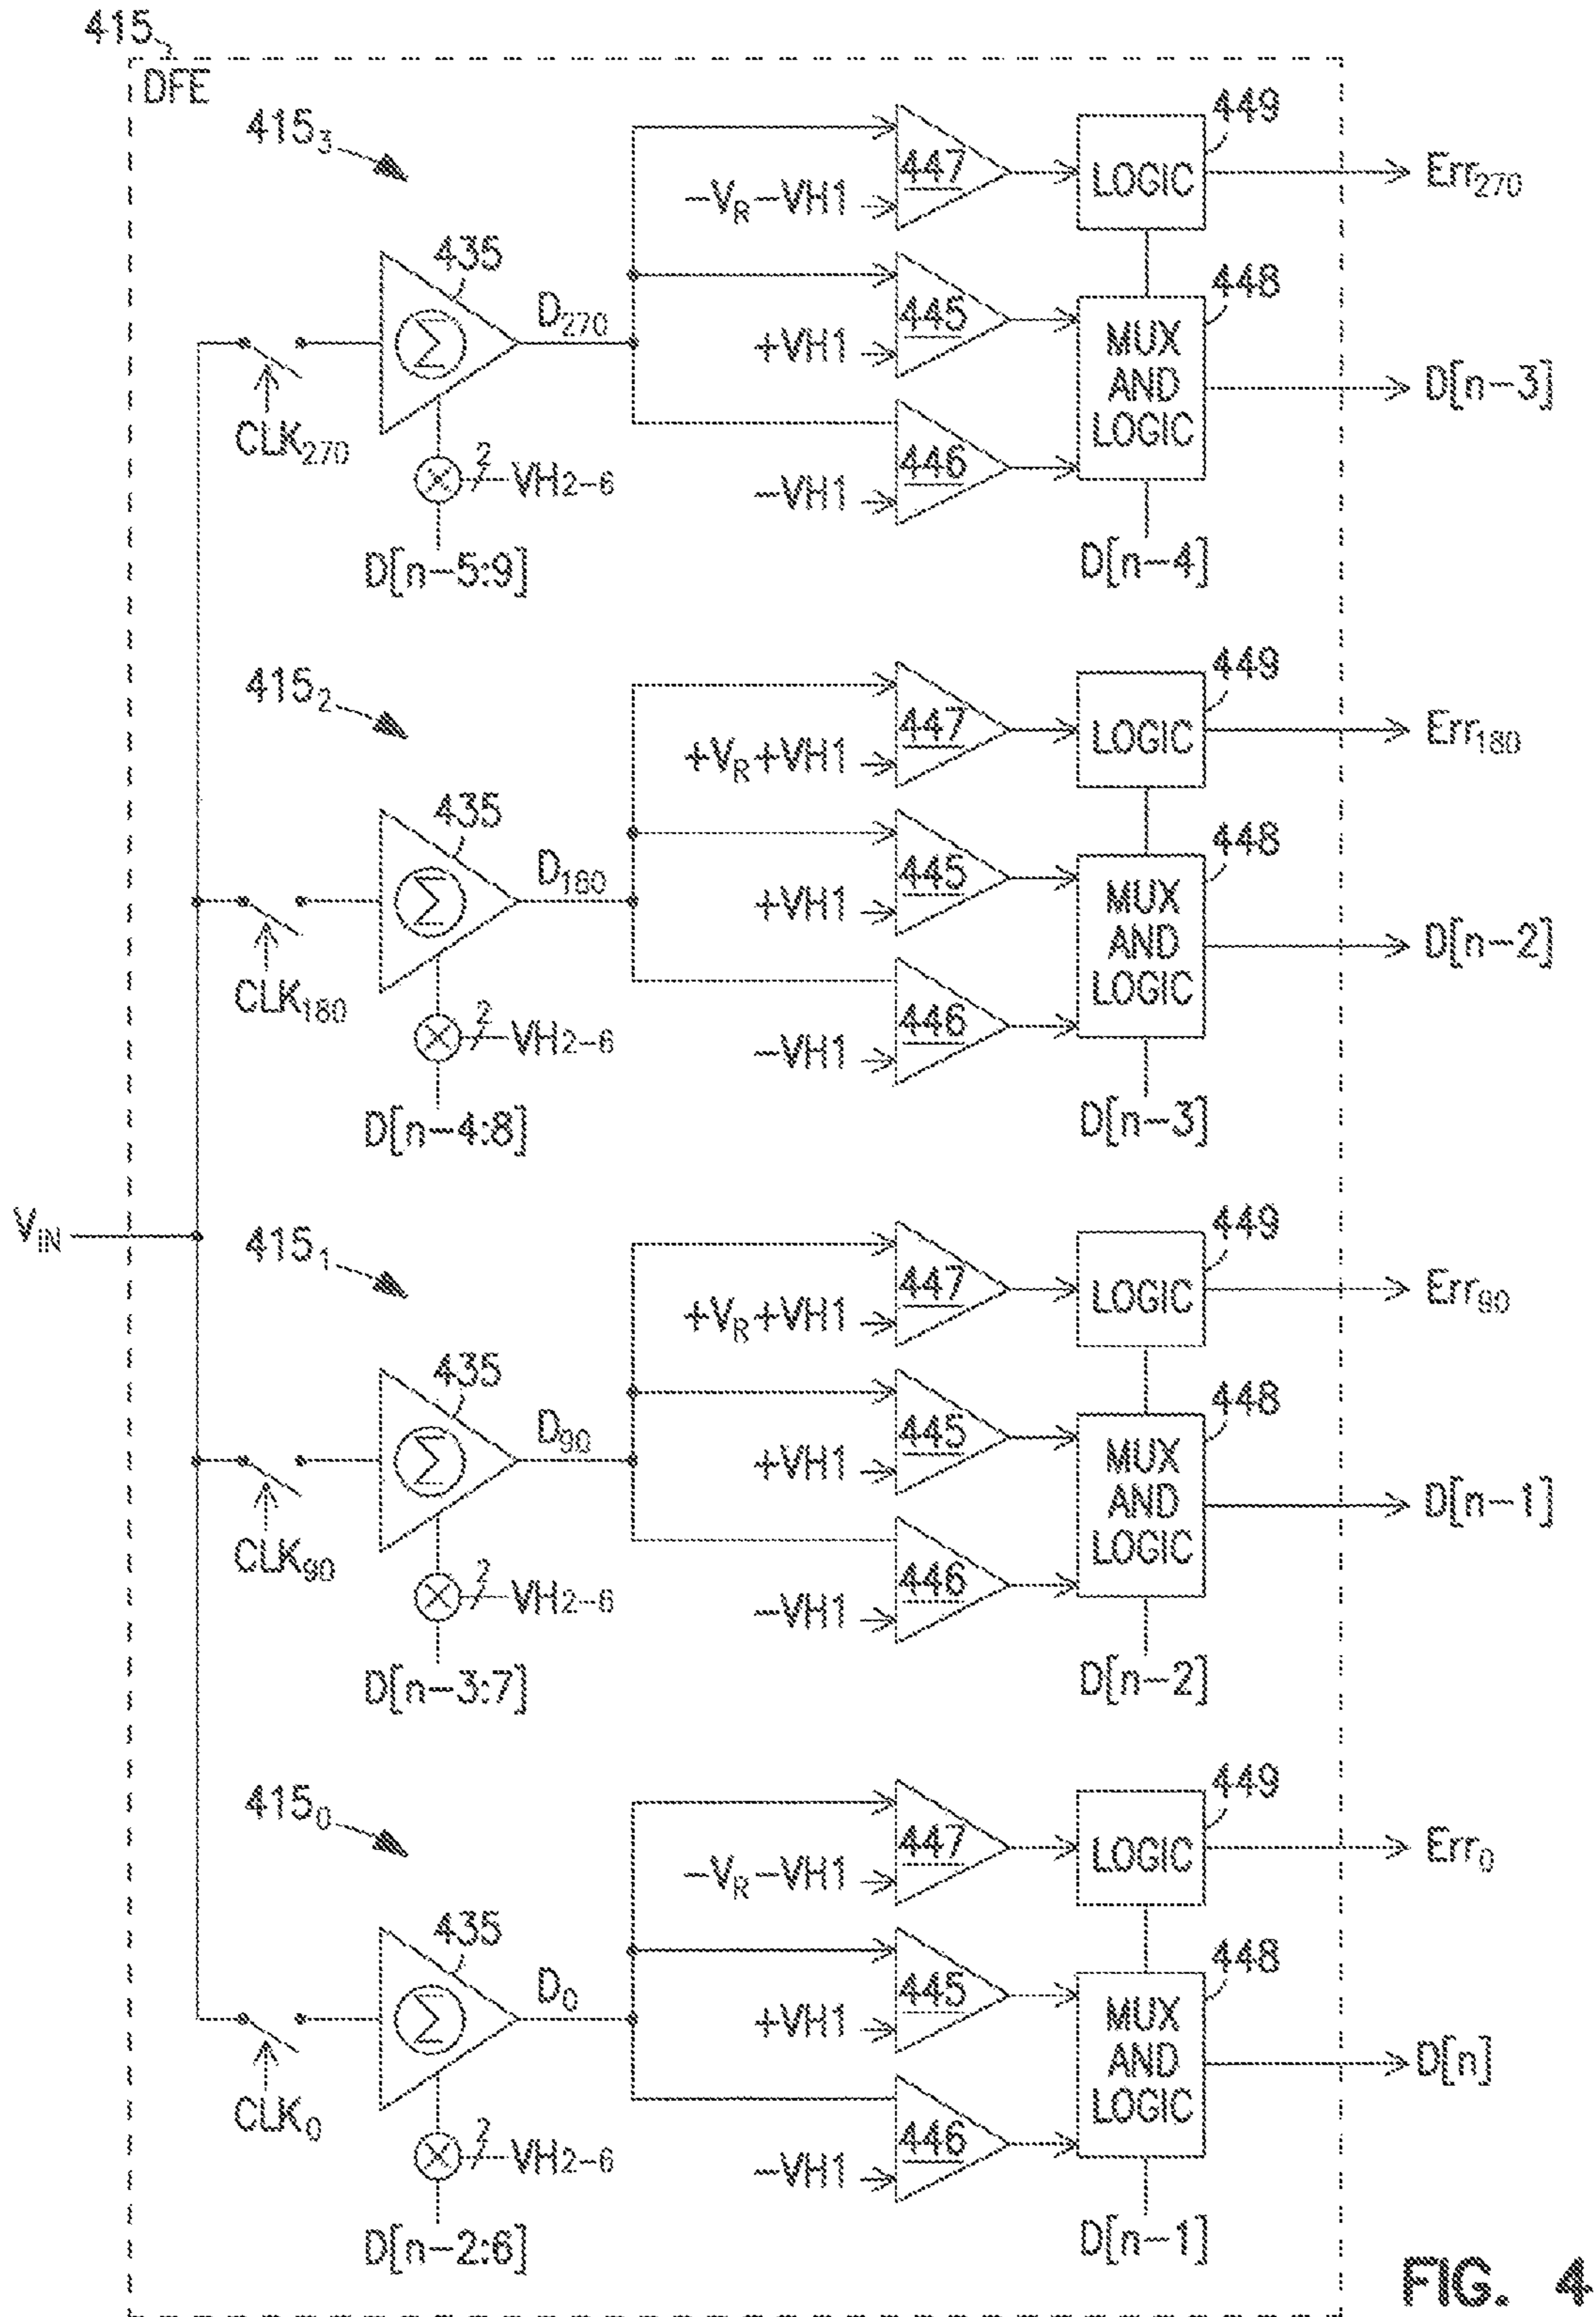 415
DFE
415₃
447
−V_R−VH1
LOGIC
449
Err₂₇₀
435
Σ
D₂₇₀
445
+VH1
MUX
AND
LOGIC
448
D[n−3]
CLK₂₇₀
2
VH2−6
446
−VH1
D[n−5:9]
D[n−4]
415₂
447
+V_R+VH1
LOGIC
449
Err₁₈₀
435
Σ
D₁₈₀
445
+VH1
MUX
AND
LOGIC
448
D[n−2]
CLK₁₈₀
2
VH2−6
446
−VH1
D[n−4:8]
D[n−3]
V_IN
415₁
447
+V_R+VH1
LOGIC
449
Err₉₀
435
Σ
D₉₀
445
+VH1
MUX
AND
LOGIC
448
D[n−1]
CLK₉₀
2
VH2−6
446
−VH1
D[n−3:7]
D[n−2]
415₀
447
−V_R−VH1
LOGIC
449
Err₀
435
Σ
D₀
445
+VH1
MUX
AND
LOGIC
448
D[n]
CLK₀
2
VH2−6
446
−VH1
D[n−2:6]
D[n−1]
FIG. 4